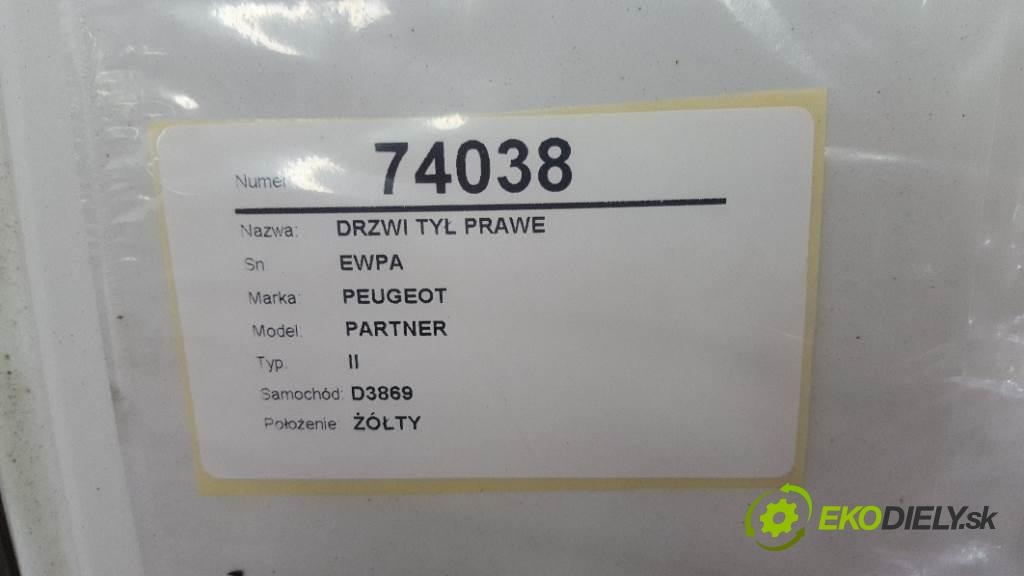 Numer 74038
Nazwa: DRZWI TYŁ PRAWE
Sn EWPA
Marka: PEUGEOT
Model: PARTNER
Typ: II
Samochód: D3869
Położenie: ŻÓŁTY
EKODIELY.sk